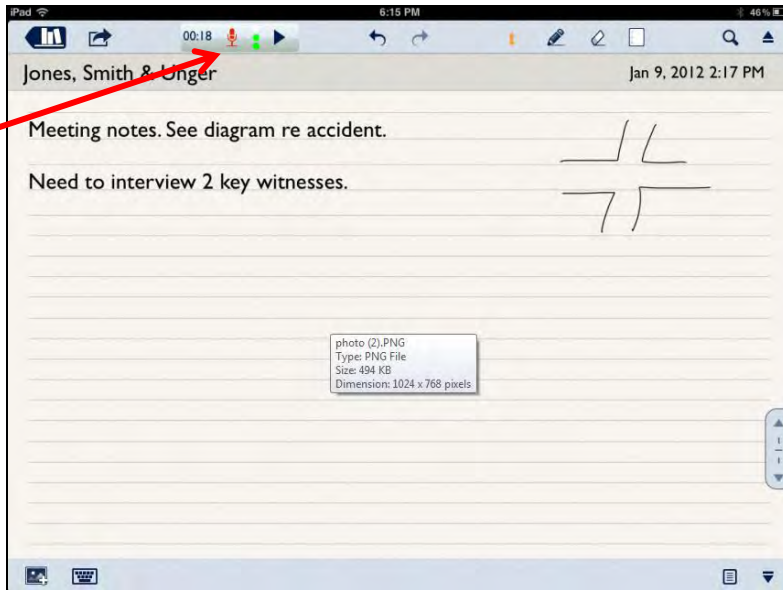 iPad 6:15 PM 46%
00:18 t
Jones, Smith & Unger Jan 9, 2012 2:17 PM
Meeting notes. See diagram re accident.
Need to interview 2 key witnesses.
photo (2).PNG
Type: PNG File
Size: 494 KB
Dimension: 1024 x 768 pixels
1
1